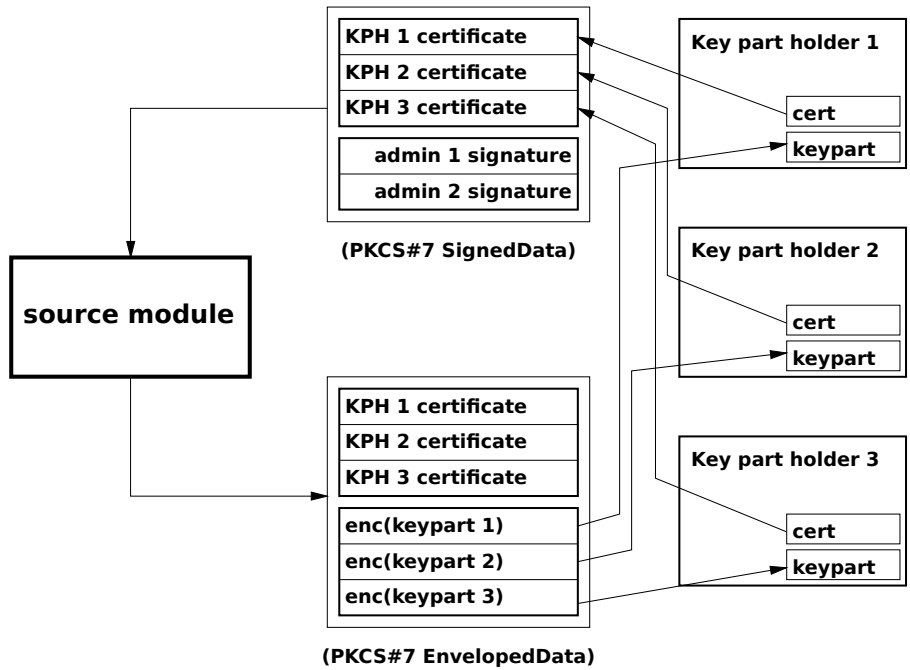 KPH 1 certificate
KPH 2 certificate
KPH 3 certificate
admin 1 signature
admin 2 signature
(PKCS#7 SignedData)
source module
KPH 1 certificate
KPH 2 certificate
KPH 3 certificate
enc(keypart 1)
enc(keypart 2)
enc(keypart 3)
(PKCS#7 EnvelopedData)
Key part holder 1
cert
keypart
Key part holder 2
cert
keypart
Key part holder 3
cert
keypart